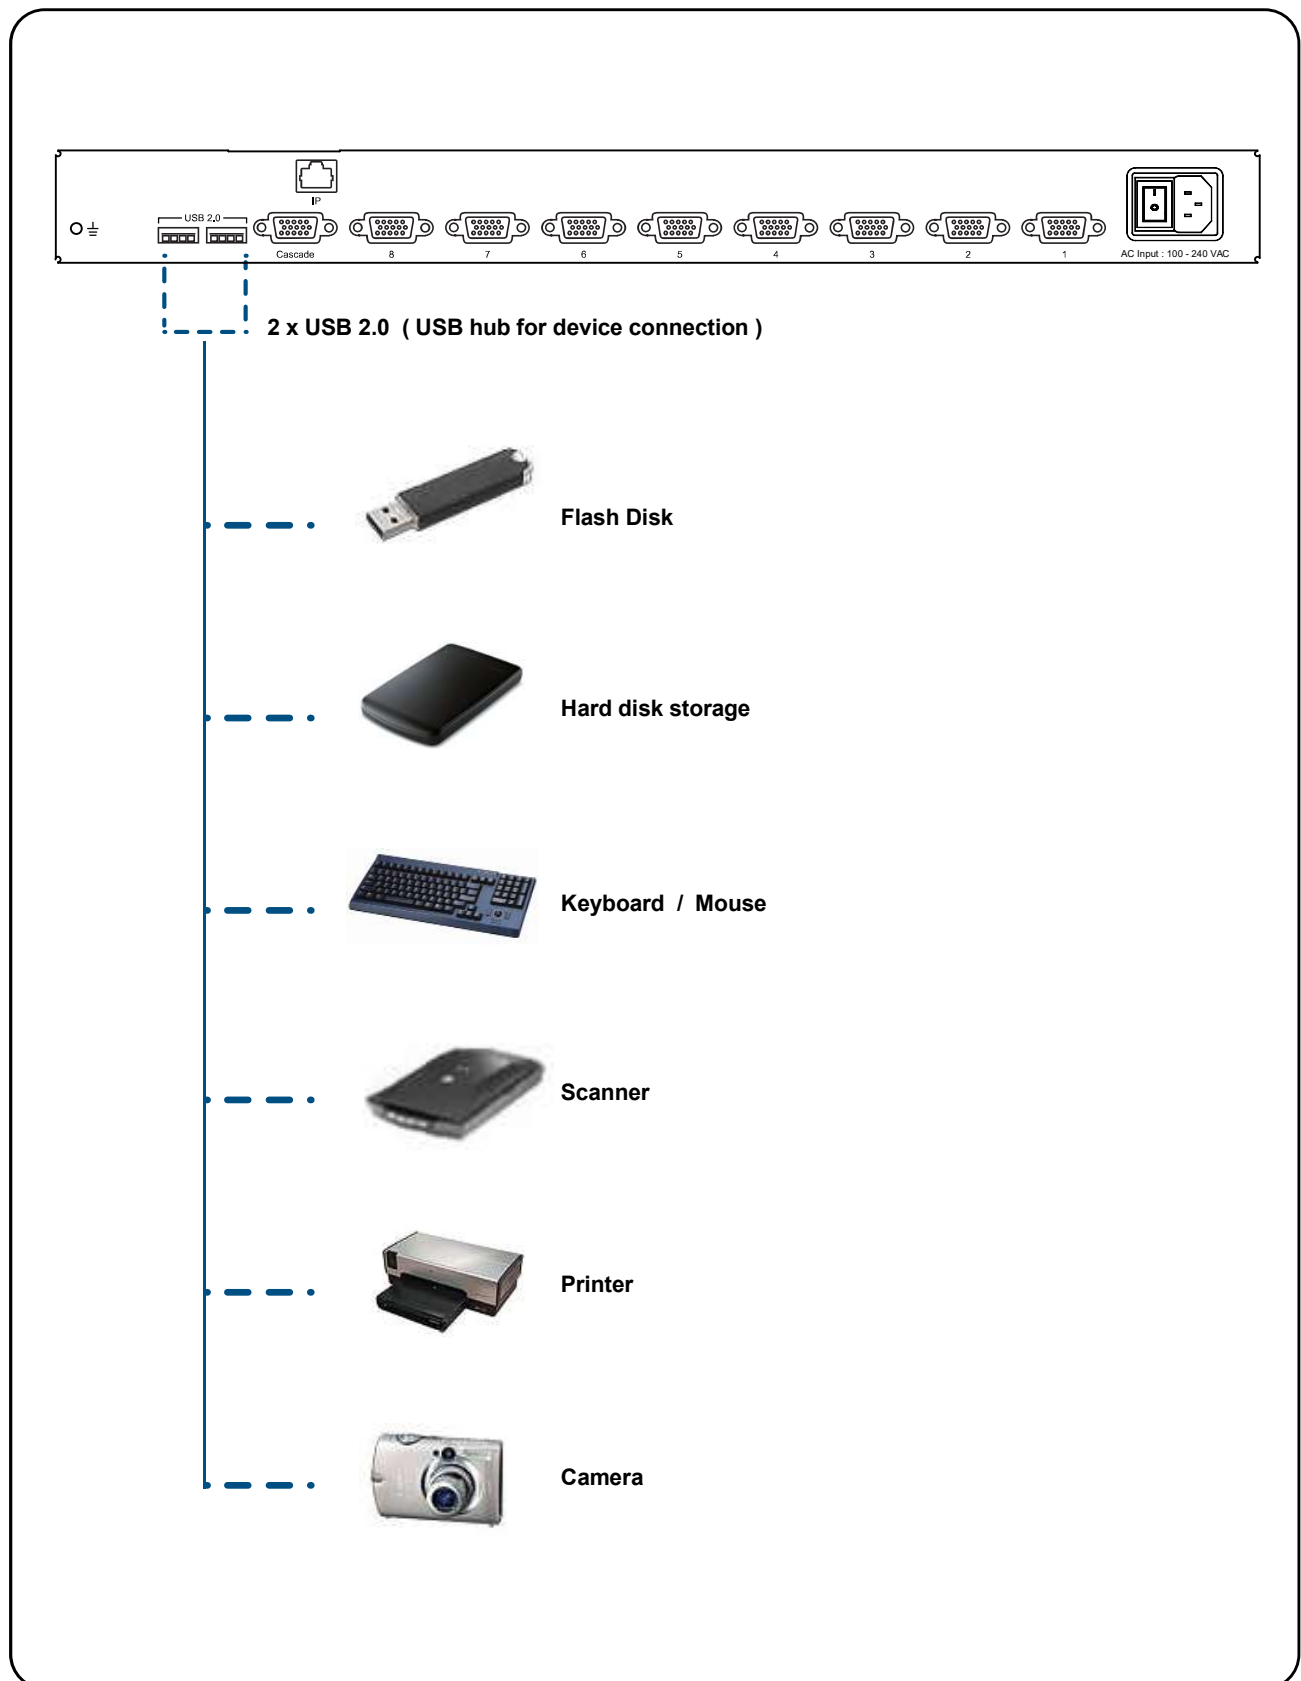 IP
USB 2.0
Cascade 8 7 6 5 4 3 2 1 AC Input : 100 - 240 VAC
2 x USB 2.0 ( USB hub for device connection )
Flash Disk
Hard disk storage
Keyboard / Mouse
Scanner
Printer
Camera